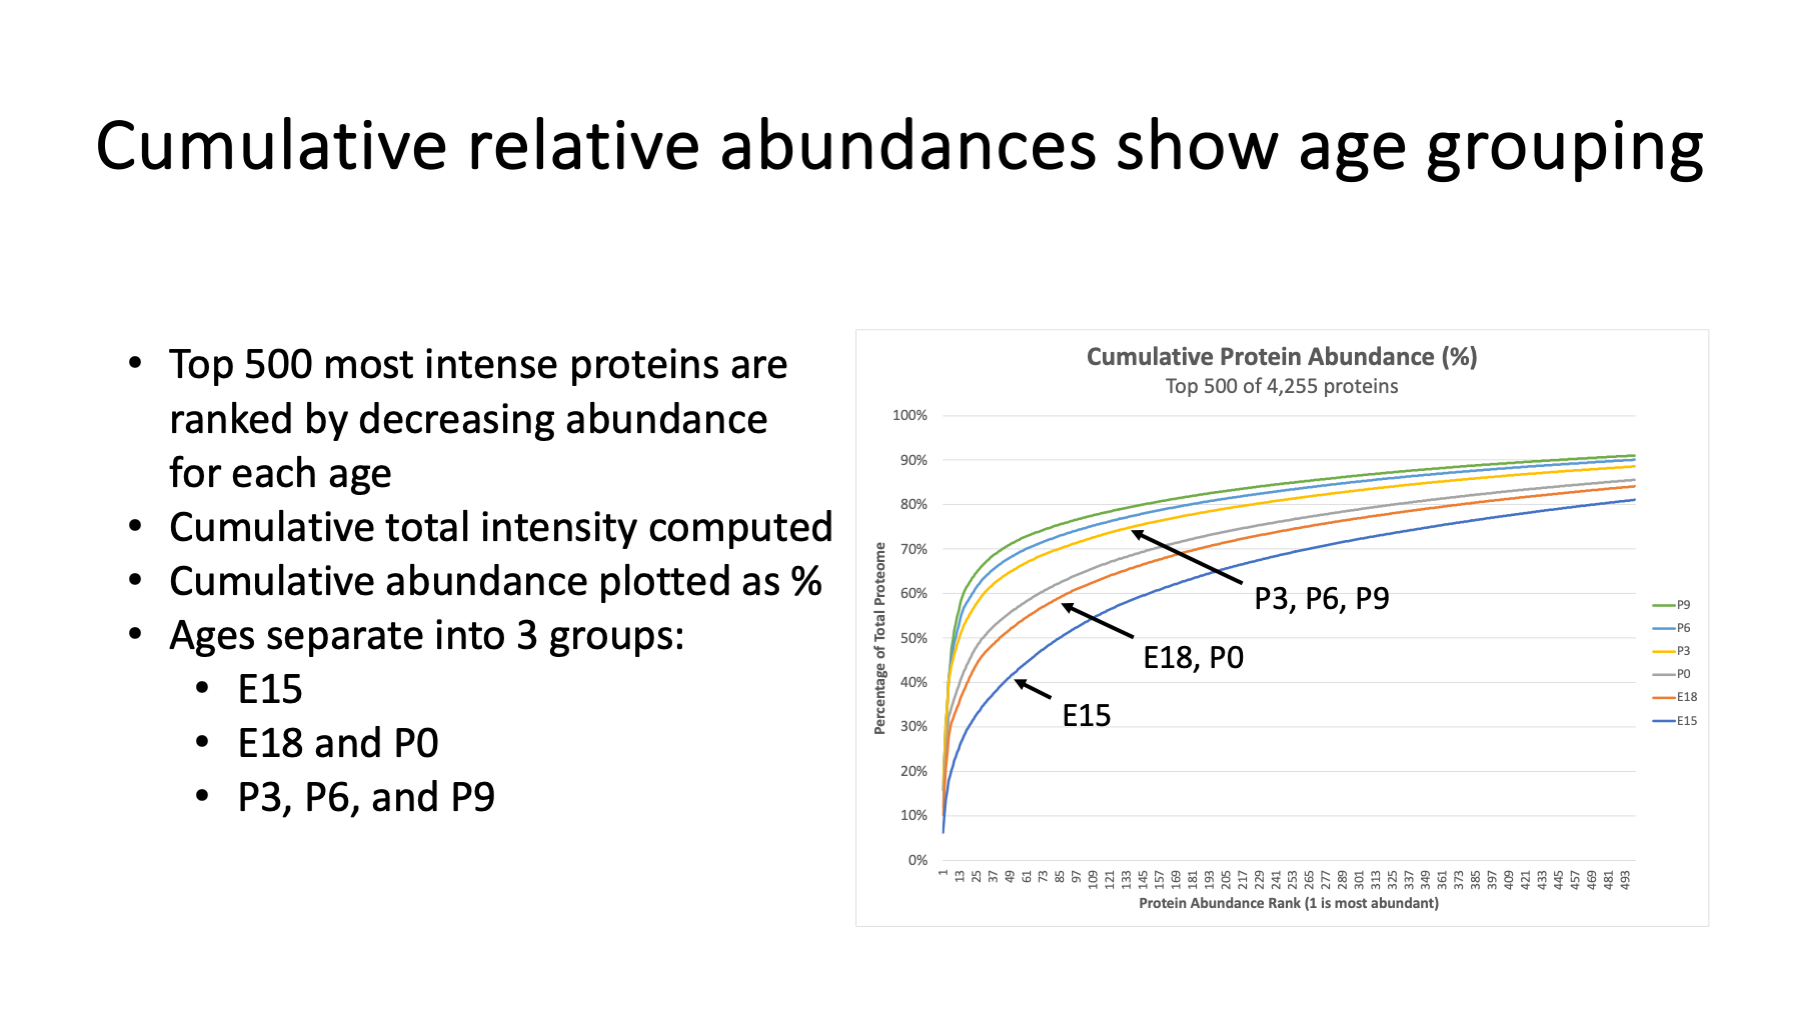 Cumulative relative abundances show age grouping
• Top 500 most intense proteins are
ranked by decreasing abundance
for each age
• Cumulative total intensity computed
• Cumulative abundance plotted as %
• Ages separate into 3 groups:
• E15
• E18 and P0
• P3, P6, and P9
Cumulative Protein Abundance (%)
Top 500 of 4,255 proteins
Percentage of Total Proteome
100%
90%
80%
70%
60%
50%
40%
30%
20%
10%
0%
P3, P6, P9
E18, P0
E15
P9
P6
P3
P0
E18
E15
1 13 25 37 49 61 73 85 97 109 121 133 145 157 169 181 193 205 217 229 241 253 265 277 289 301 313 325 337 349 361 373 385 397 409 421 433 445 457 469 481 493
Protein Abundance Rank (1 is most abundant)